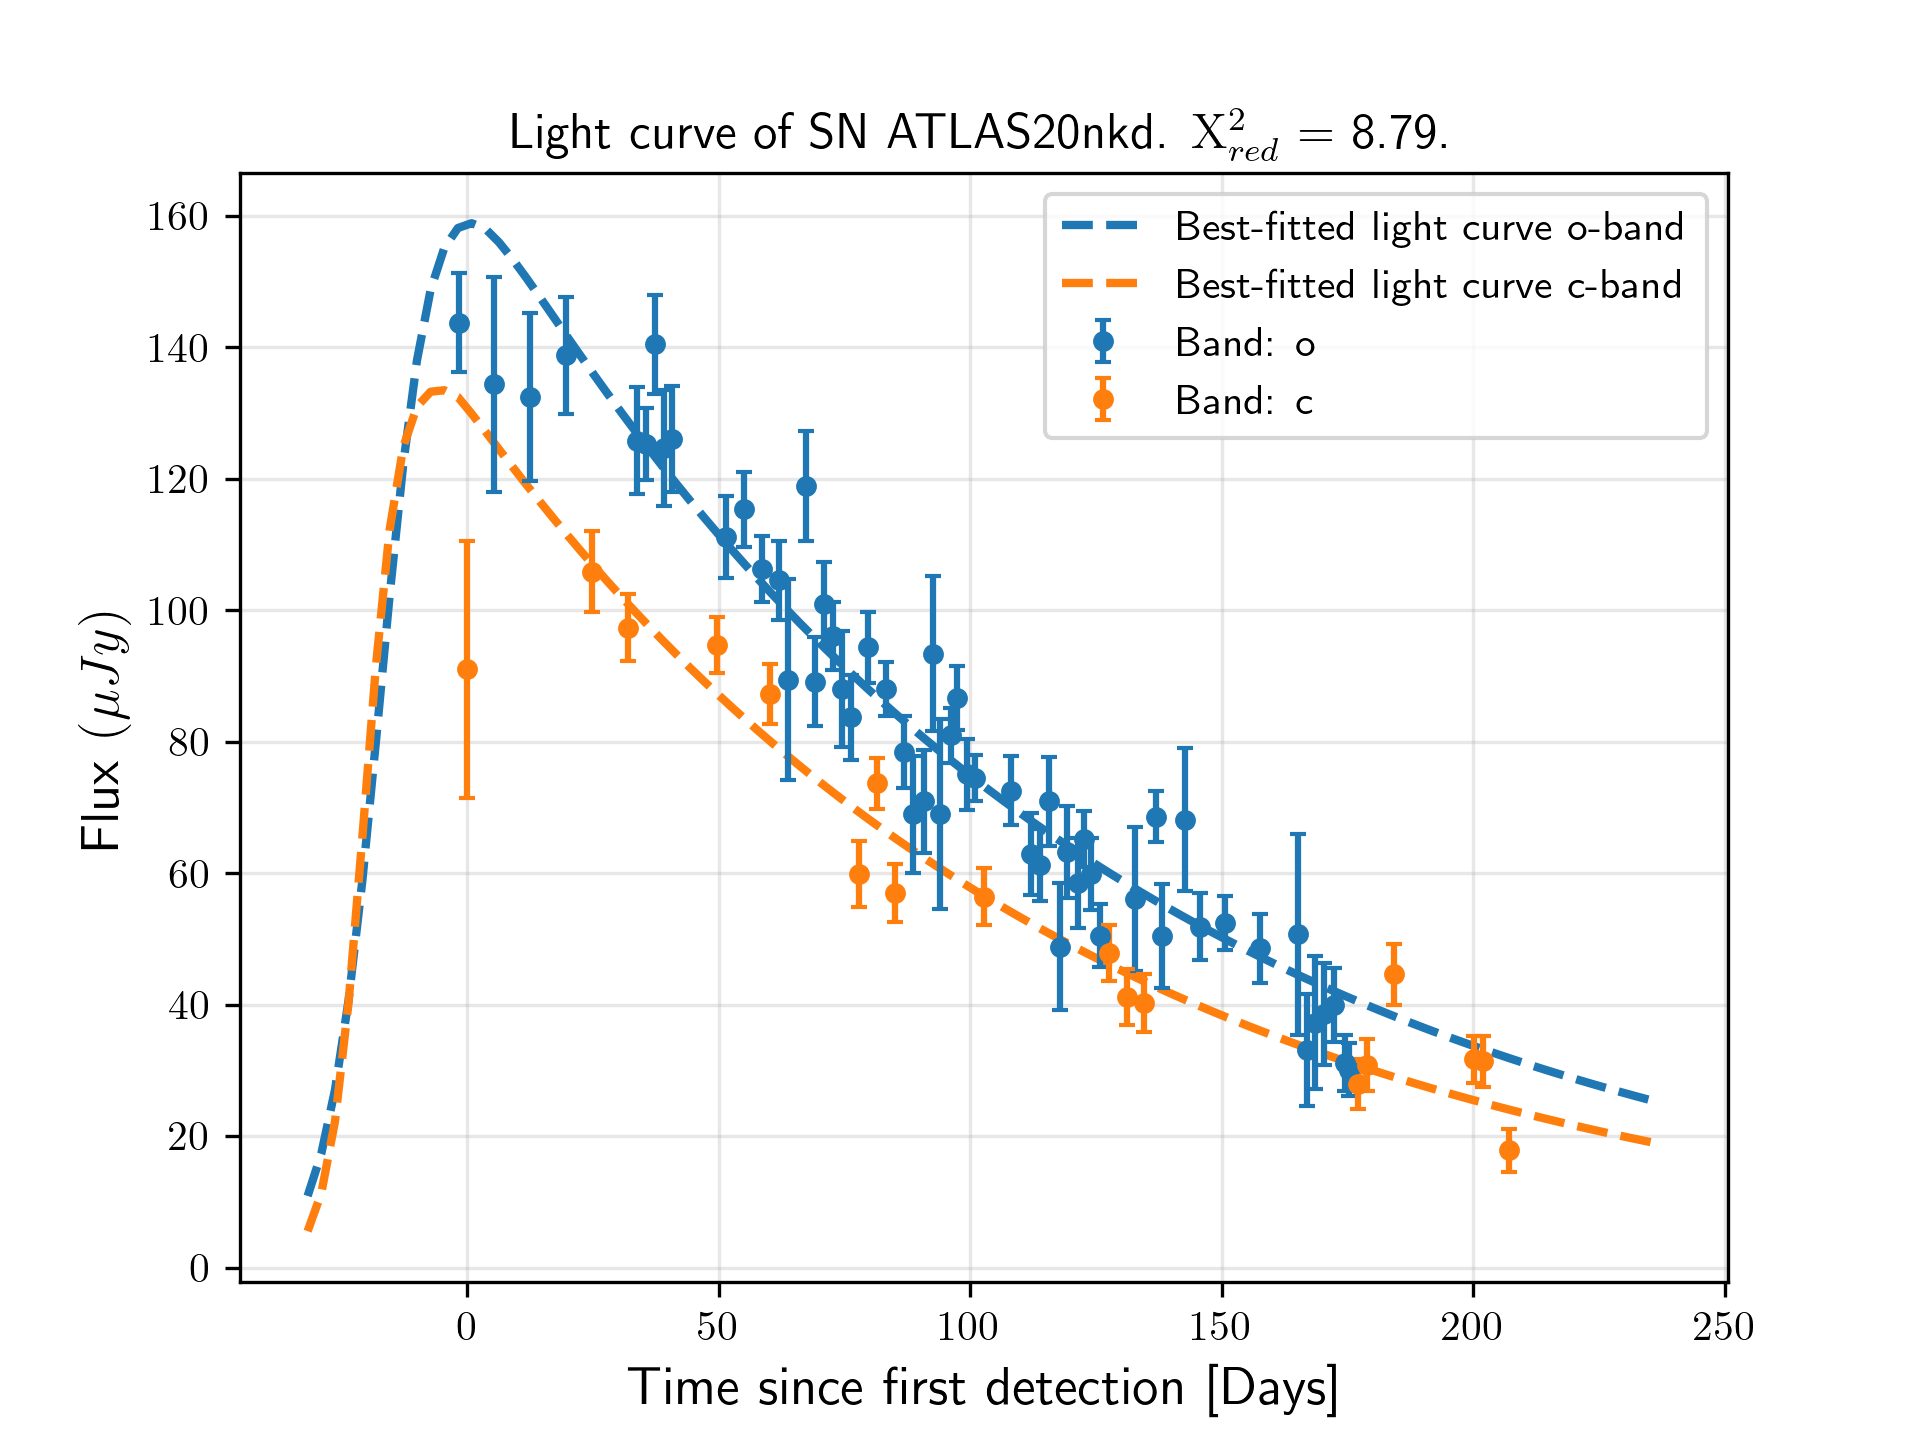 Light curve of SN ATLAS20nkd. X²_red = 8.79.
Best-fitted light curve o-band
Best-fitted light curve c-band
Band: o
Band: c
160
140
120
100
80
60
40
20
0
Flux (μJy)
0 50 100 150 200 250
Time since first detection [Days]